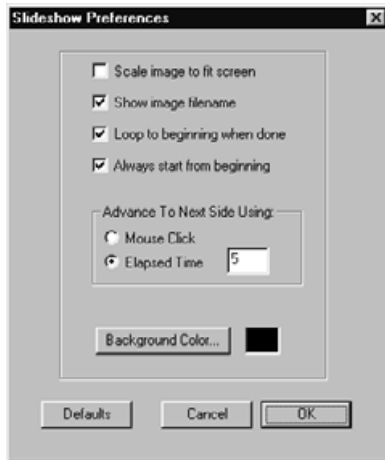 Slideshow Preferences
Scale image to fit screen
Show image filename
Loop to beginning when done
Always start from beginning
Advance To Next Side Using:
Mouse Click
Elapsed Time 5
Background Color...
Defaults Cancel OK